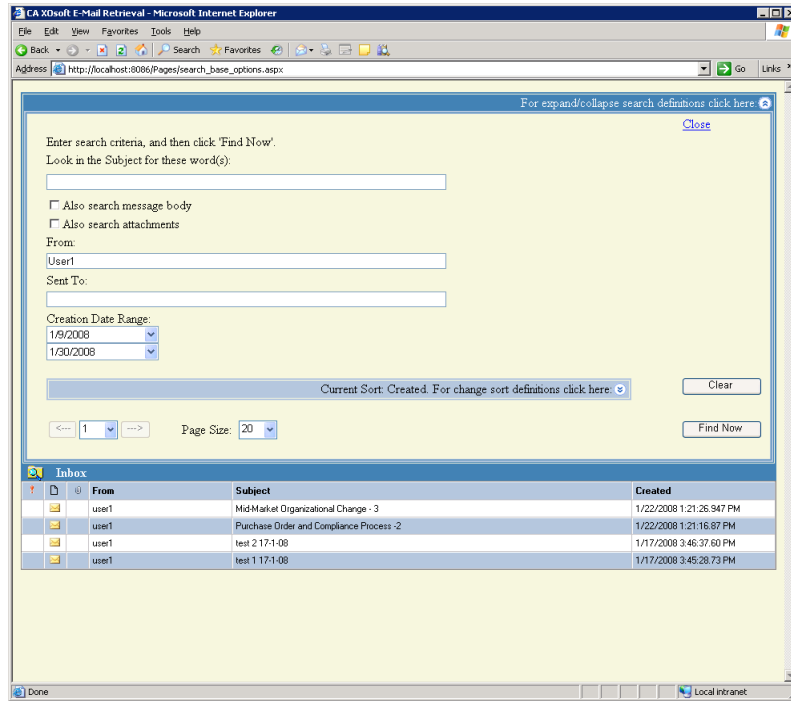 CA XOsoft E-Mail Retrieval - Microsoft Internet Explorer
File Edit View Favorites Tools Help
Back Search Favorites
Address http://localhost:8086/Pages/search_base_options.aspx Go Links »
For expand/collapse search definitions click here
Close
Enter search criteria, and then click 'Find Now'.
Look in the Subject for these word(s):
Also search message body
Also search attachments
From:
User1
Sent To:
Creation Date Range:
1/9/2008
1/30/2008
Current Sort: Created. For change sort definitions click here: Clear
<--- 1 ---> Page Size: 20 Find Now
Inbox
From Subject Created
user1 Mid-Market Organizational Change - 3 1/22/2008 1:21:26.947 PM
user1 Purchase Order and Compliance Process -2 1/22/2008 1:21:16.87 PM
user1 test 2 17-1-08 1/17/2008 3:46:37.60 PM
user1 test 1 17-1-08 1/17/2008 3:45:28.73 PM
Done Local intranet